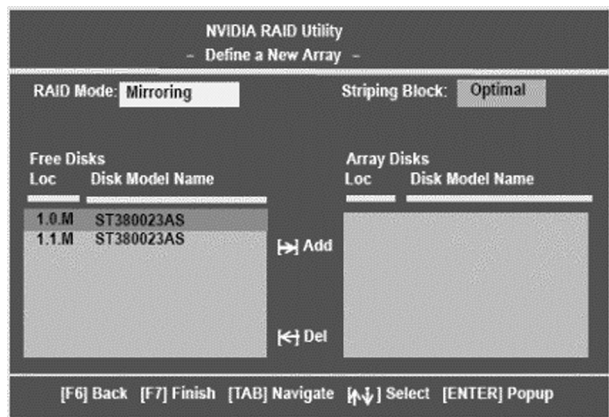 NVIDIA RAID Utility
- Define a New Array -
RAID Mode: Mirroring
Striping Block: Optimal
Free Disks
Loc Disk Model Name
1.0.M ST380023AS
1.1.M ST380023AS
[→] Add
[←] Del
Array Disks
Loc Disk Model Name
[F6] Back [F7] Finish [TAB] Navigate [↑↓] Select [ENTER] Popup